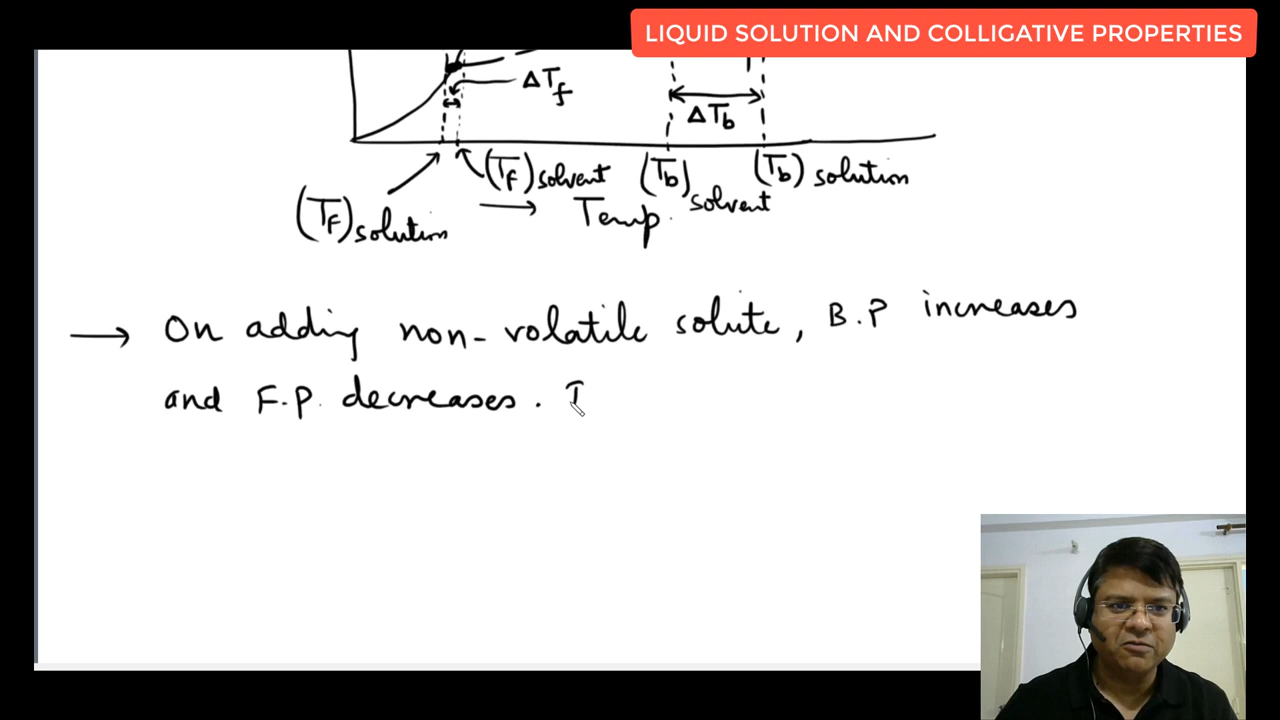 LIQUID SOLUTION AND COLLIGATIVE PROPERTIES
ΔTf
ΔTb
(Tf)solvent (Tb)solvent (Tb) solution
(TF)solution → Temp.
→ On adding non-volatile solute, B.P increases
and F.P. decreases. I